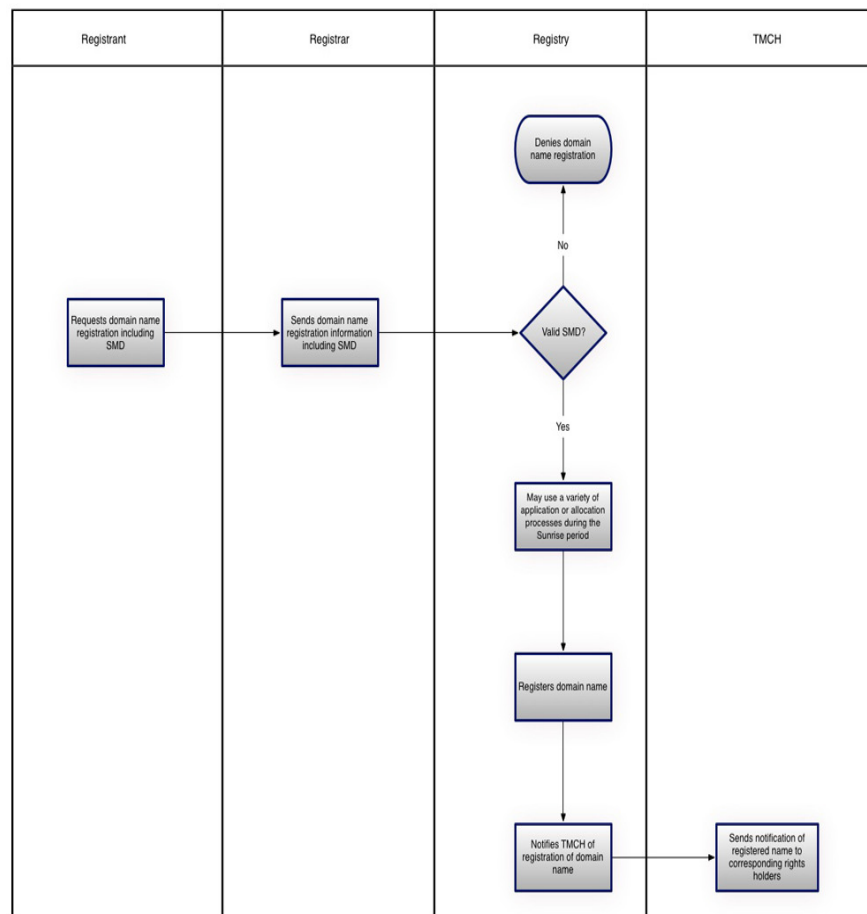 Registrant
Registrar
Registry
TMCH
Denies domain
name registration
No
Requests domain name
registration including
SMD
Sends domain name
registration information
including SMD
Valid SMD?
Yes
May use a variety of
application or allocation
processes during the
Sunrise period
Registers domain name
Notifies TMCH of
registration of domain
name
Sends notification of
registered name to
corresponding rights
holders